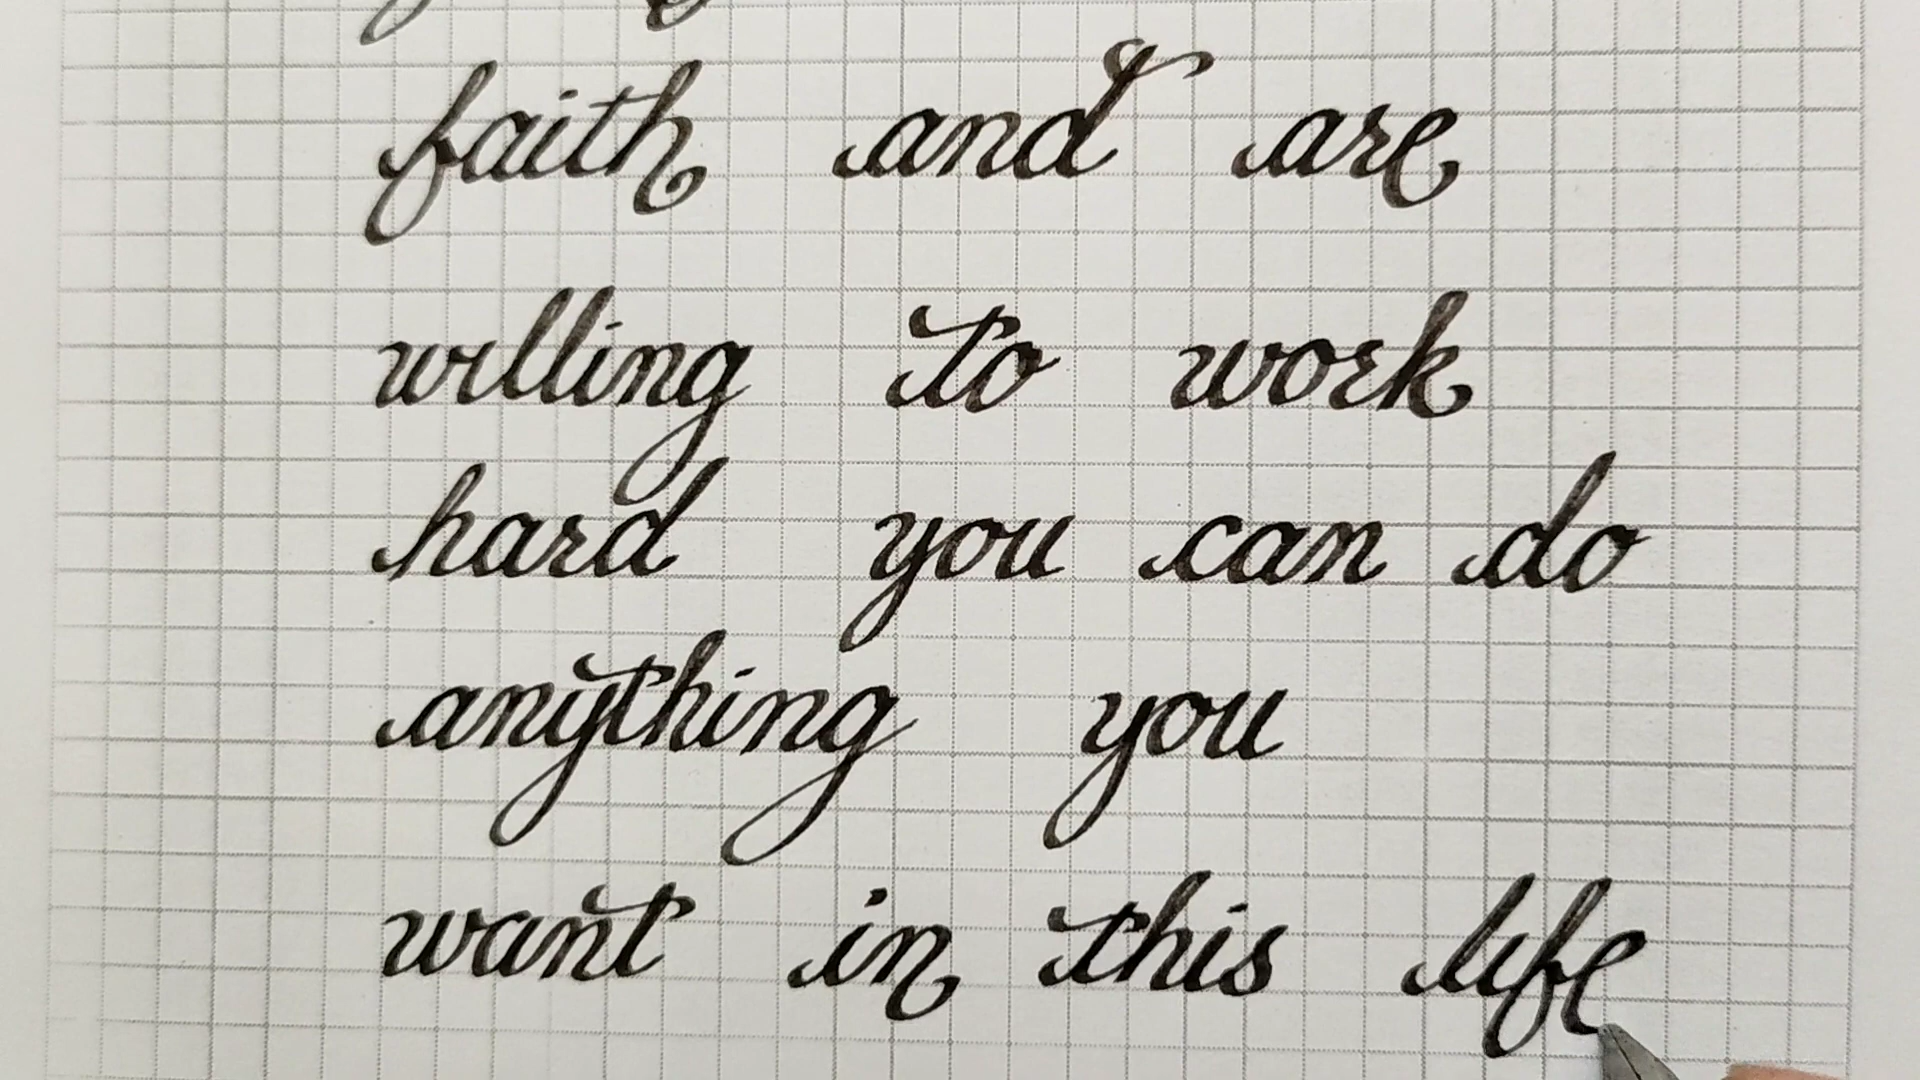 faith and are
willing to work
hard you can do
anything you
want in this life